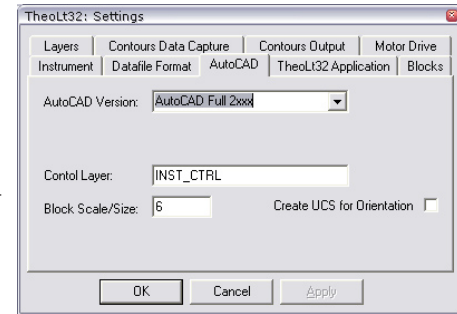 TheoLt32: Settings
Layers Contours Data Capture Contours Output Motor Drive
Instrument Datafile Format AutoCAD TheoLt32 Application Blocks
AutoCAD Version: AutoCAD Full 2xxx
Contol Layer: INST_CTRL
Block Scale/Size: 6 Create UCS for Orientation
OK Cancel Apply